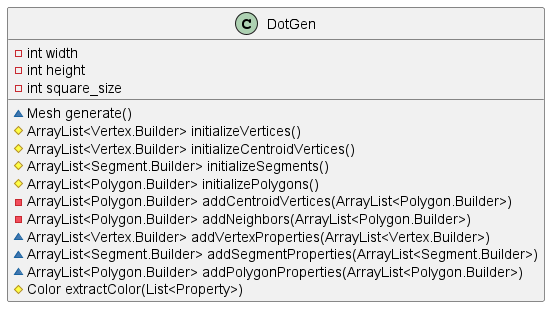 C DotGen
int width
int height
int square_size
Mesh generate()
ArrayList<Vertex.Builder> initializeVertices()
ArrayList<Vertex.Builder> initializeCentroidVertices()
ArrayList<Segment.Builder> initializeSegments()
ArrayList<Polygon.Builder> initializePolygons()
ArrayList<Polygon.Builder> addCentroidVertices(ArrayList<Polygon.Builder>)
ArrayList<Polygon.Builder> addNeighbors(ArrayList<Polygon.Builder>)
ArrayList<Vertex.Builder> addVertexProperties(ArrayList<Vertex.Builder>)
ArrayList<Segment.Builder> addSegmentProperties(ArrayList<Segment.Builder>)
ArrayList<Polygon.Builder> addPolygonProperties(ArrayList<Polygon.Builder>)
Color extractColor(List<Property>)